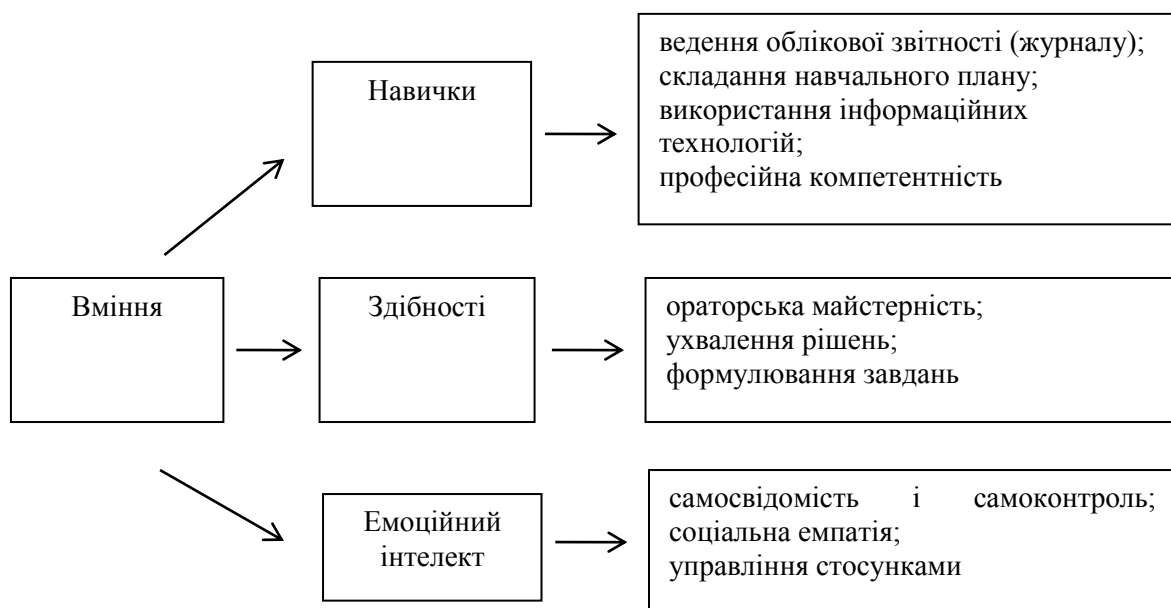 Навички
ведення облікової звітності (журналу);
складання навчального плану;
використання інформаційних
технологій;
професійна компетентність
Вміння
Здібності
ораторська майстерність;
ухвалення рішень;
формулювання завдань
Емоційний
інтелект
самосвідомість і самоконтроль;
соціальна емпатія;
управління стосунками